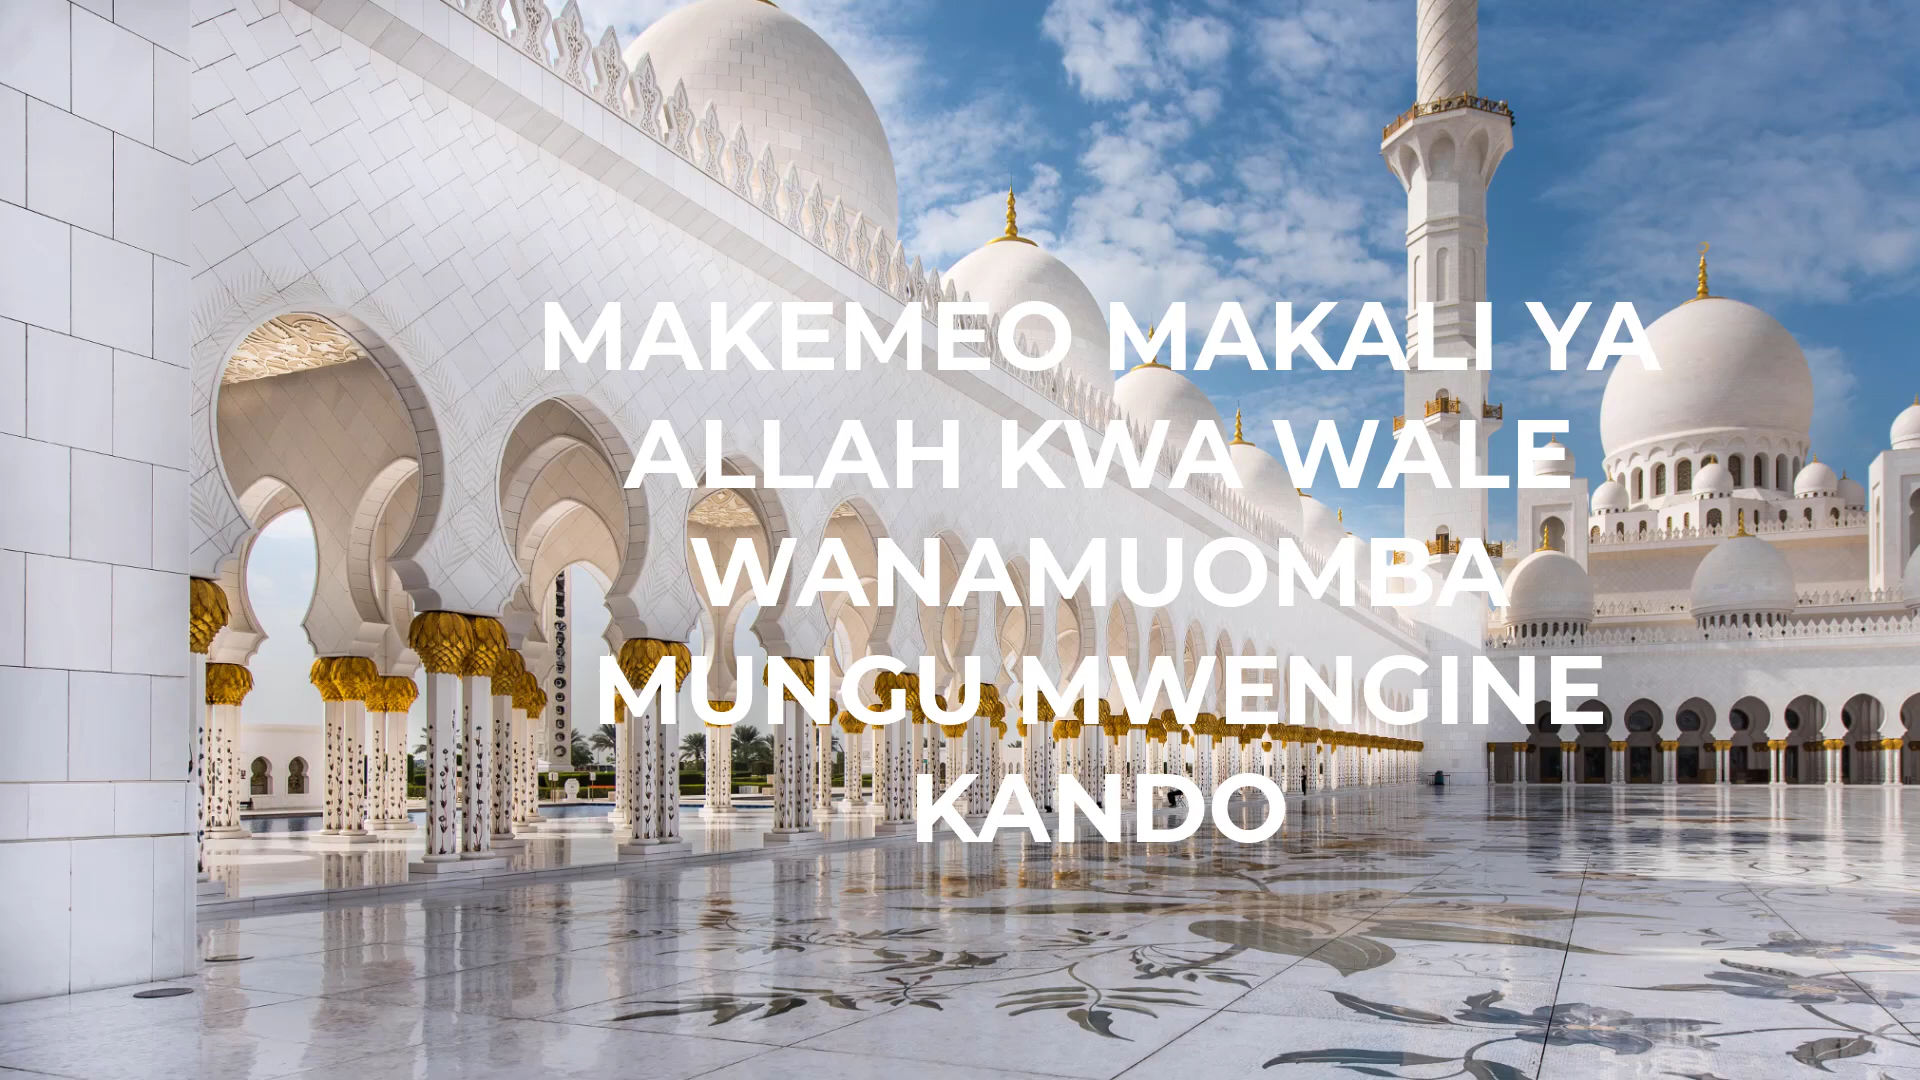 MAKEMEO MAKALI YA
ALLAH KWA WALE
WANAMUOMBA
MUNGU MWENGINE
KANDO